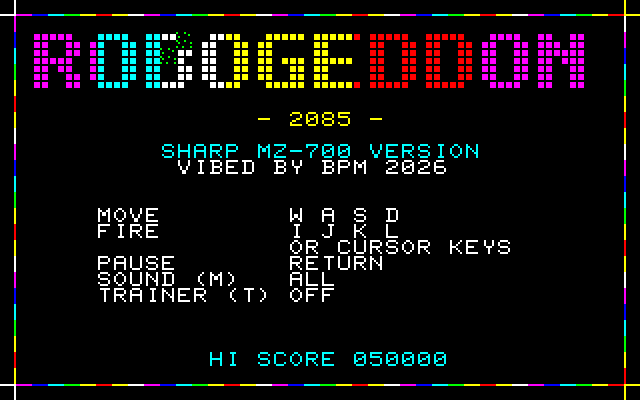 ROBOGEDDON
- 2085 -
SHARP MZ-700 VERSION
VIBED BY BPM 2026
MOVE W A S D
FIRE I J K L
OR CURSOR KEYS
PAUSE RETURN
SOUND (M) ALL
TRAINER (T) OFF
HI SCORE 050000